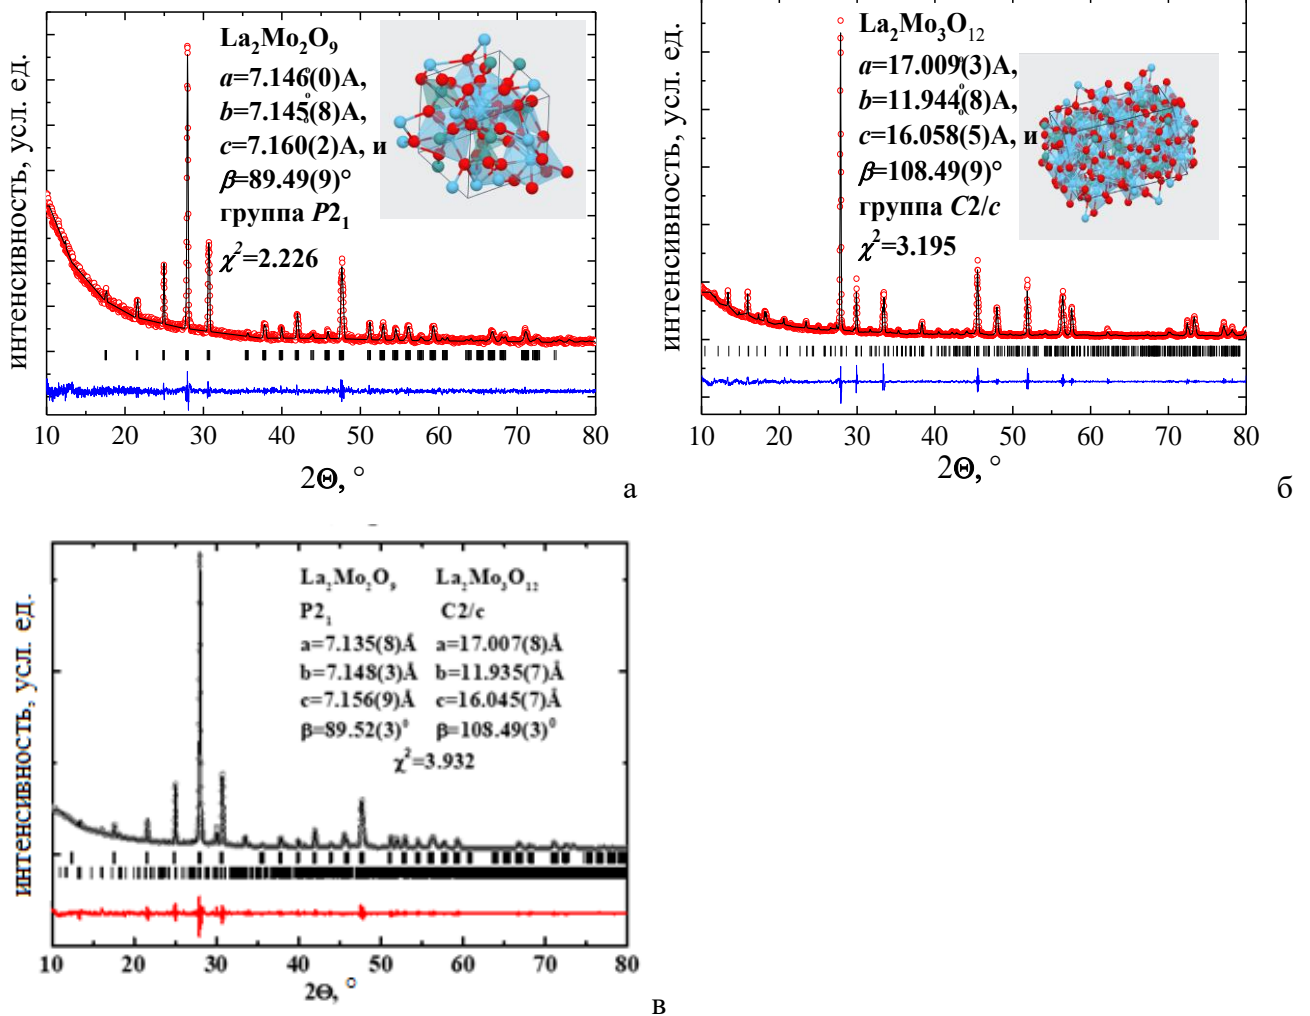 интенсивность, усл. ед.
La2Mo2O9
a=7.146(0)A,
b=7.145(8)A,
c=7.160(2)A, и
β=89.49(9)°
группа P21
χ2=2.226
10 20 30 40 50 60 70 80
2Θ, °
а
интенсивность, усл. ед.
La2Mo3O12
a=17.009(3)A,
b=11.944(8)A,
c=16.058(5)A, и
β=108.49(9)°
группа C2/c
χ2=3.195
10 20 30 40 50 60 70 80
2Θ, °
б
интенсивность, усл. ед.
La2Mo2O9 La2Mo3O12
P21 C2/c
a=7.135(8)Å a=17.007(8)Å
b=7.148(3)Å b=11.935(7)Å
c=7.156(9)Å c=16.045(7)Å
β=89.52(3)0 β=108.49(3)0
χ2=3.932
10 20 30 40 50 60 70 80
2Θ, °
в